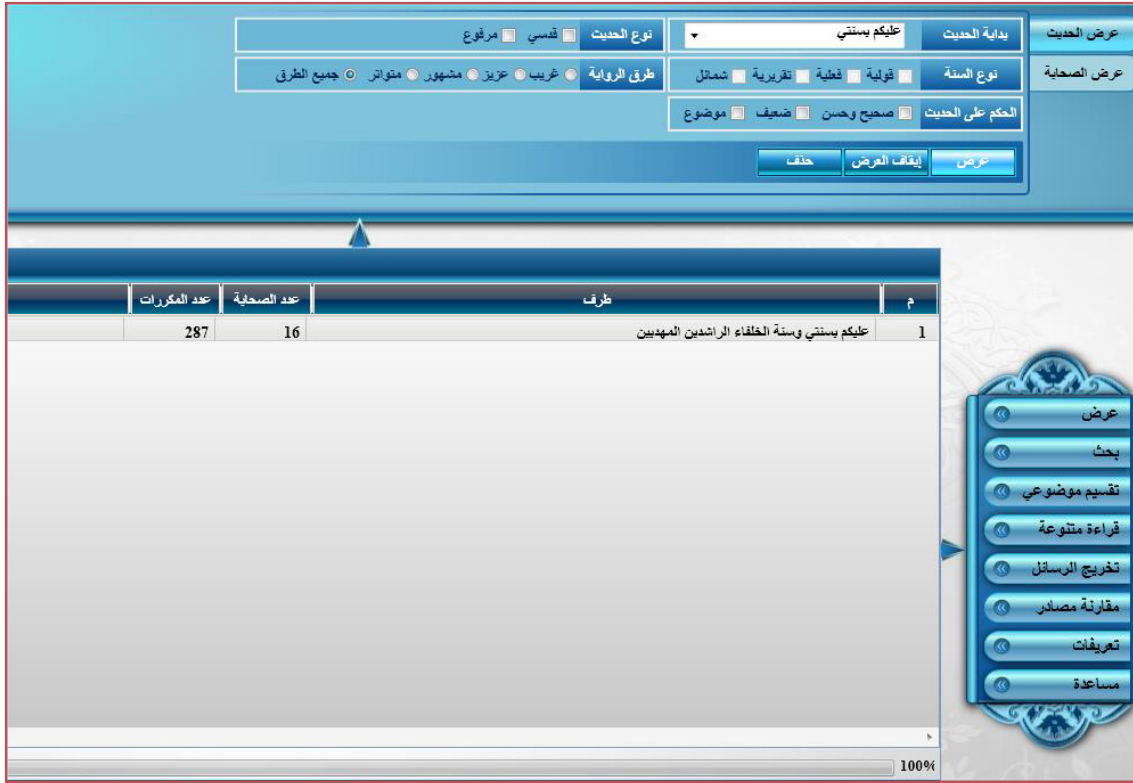 عرض الحديث
عرض الصحابة
بداية الحديث عليكم بسنتي
نوع الحديث قدسي مرفوع
نوع السنة قولية فعلية تقريرية شمائل
طرق الرواية غريب عزيز مشهور متواتر جميع الطرق
الحكم على الحديث صحيح وحسن ضعيف موضوع
عرض إيقاف العرض حذف
م طرف عدد الصحابة عدد المكررات
1 عليكم بسنتي وسنة الخلفاء الراشدين المهديين 16 287
عرض
بحث
تقسيم موضوعي
قراءة متنوعة
تخريج الرسائل
مقارنة مصادر
تعريفات
مساعدة
100%